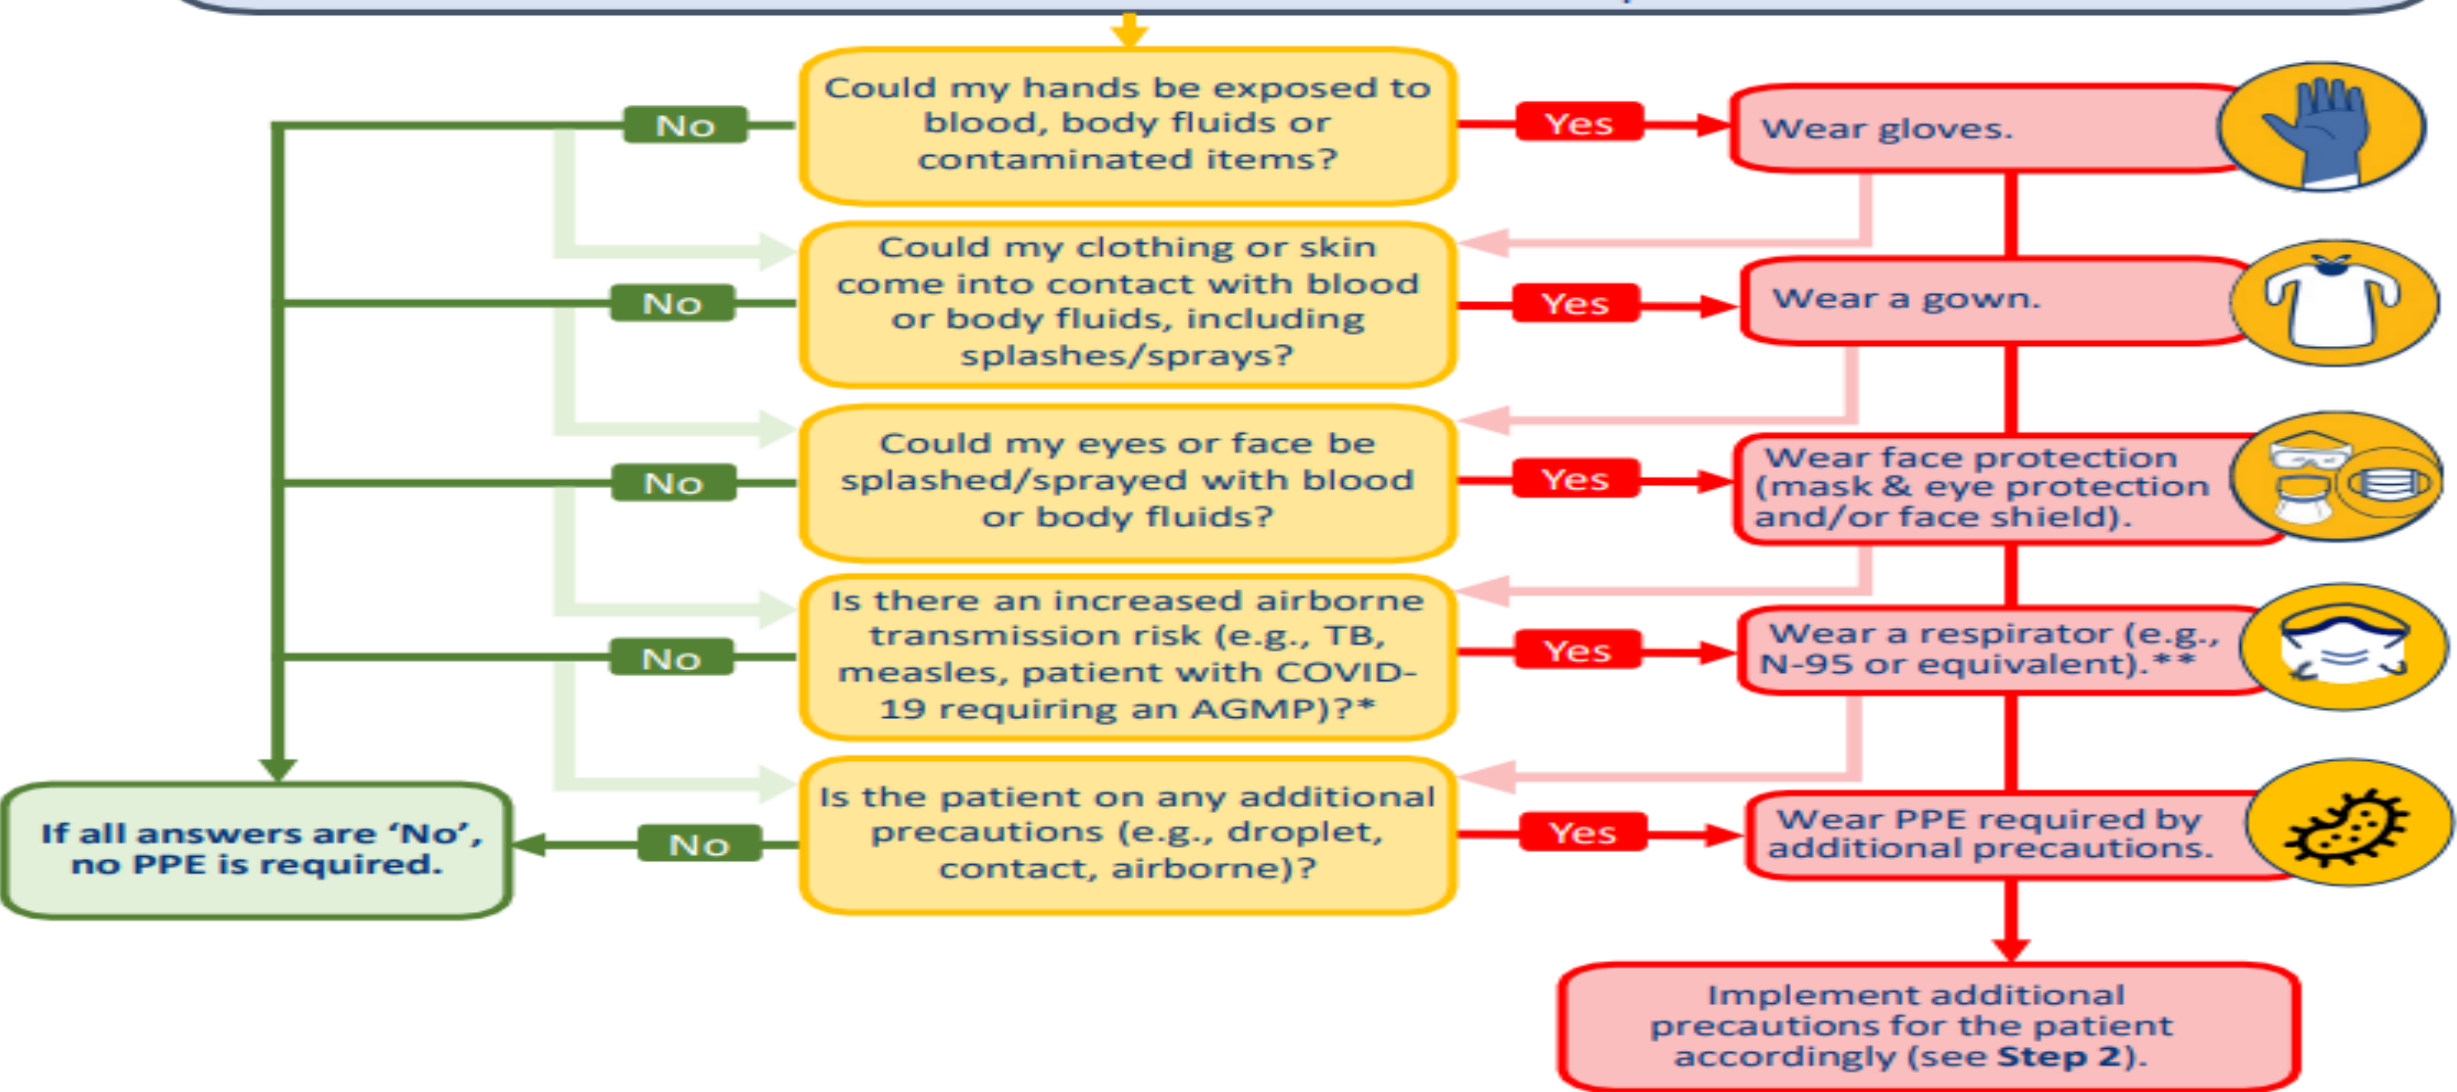 Could my hands be exposed to
blood, body fluids or
contaminated items?
No
Yes
Wear gloves.
Could my clothing or skin
come into contact with blood
or body fluids, including
splashes/sprays?
No
Yes
Wear a gown.
Could my eyes or face be
splashed/sprayed with blood
or body fluids?
No
Yes
Wear face protection
(mask & eye protection
and/or face shield).
Is there an increased airborne
transmission risk (e.g., TB,
measles, patient with COVID-
19 requiring an AGMP)?*
No
Yes
Wear a respirator (e.g.,
N-95 or equivalent).**
Is the patient on any additional
precautions (e.g., droplet,
contact, airborne)?
No
Yes
Wear PPE required by
additional precautions.
If all answers are ‘No’,
no PPE is required.
Implement additional
precautions for the patient
accordingly (see Step 2).